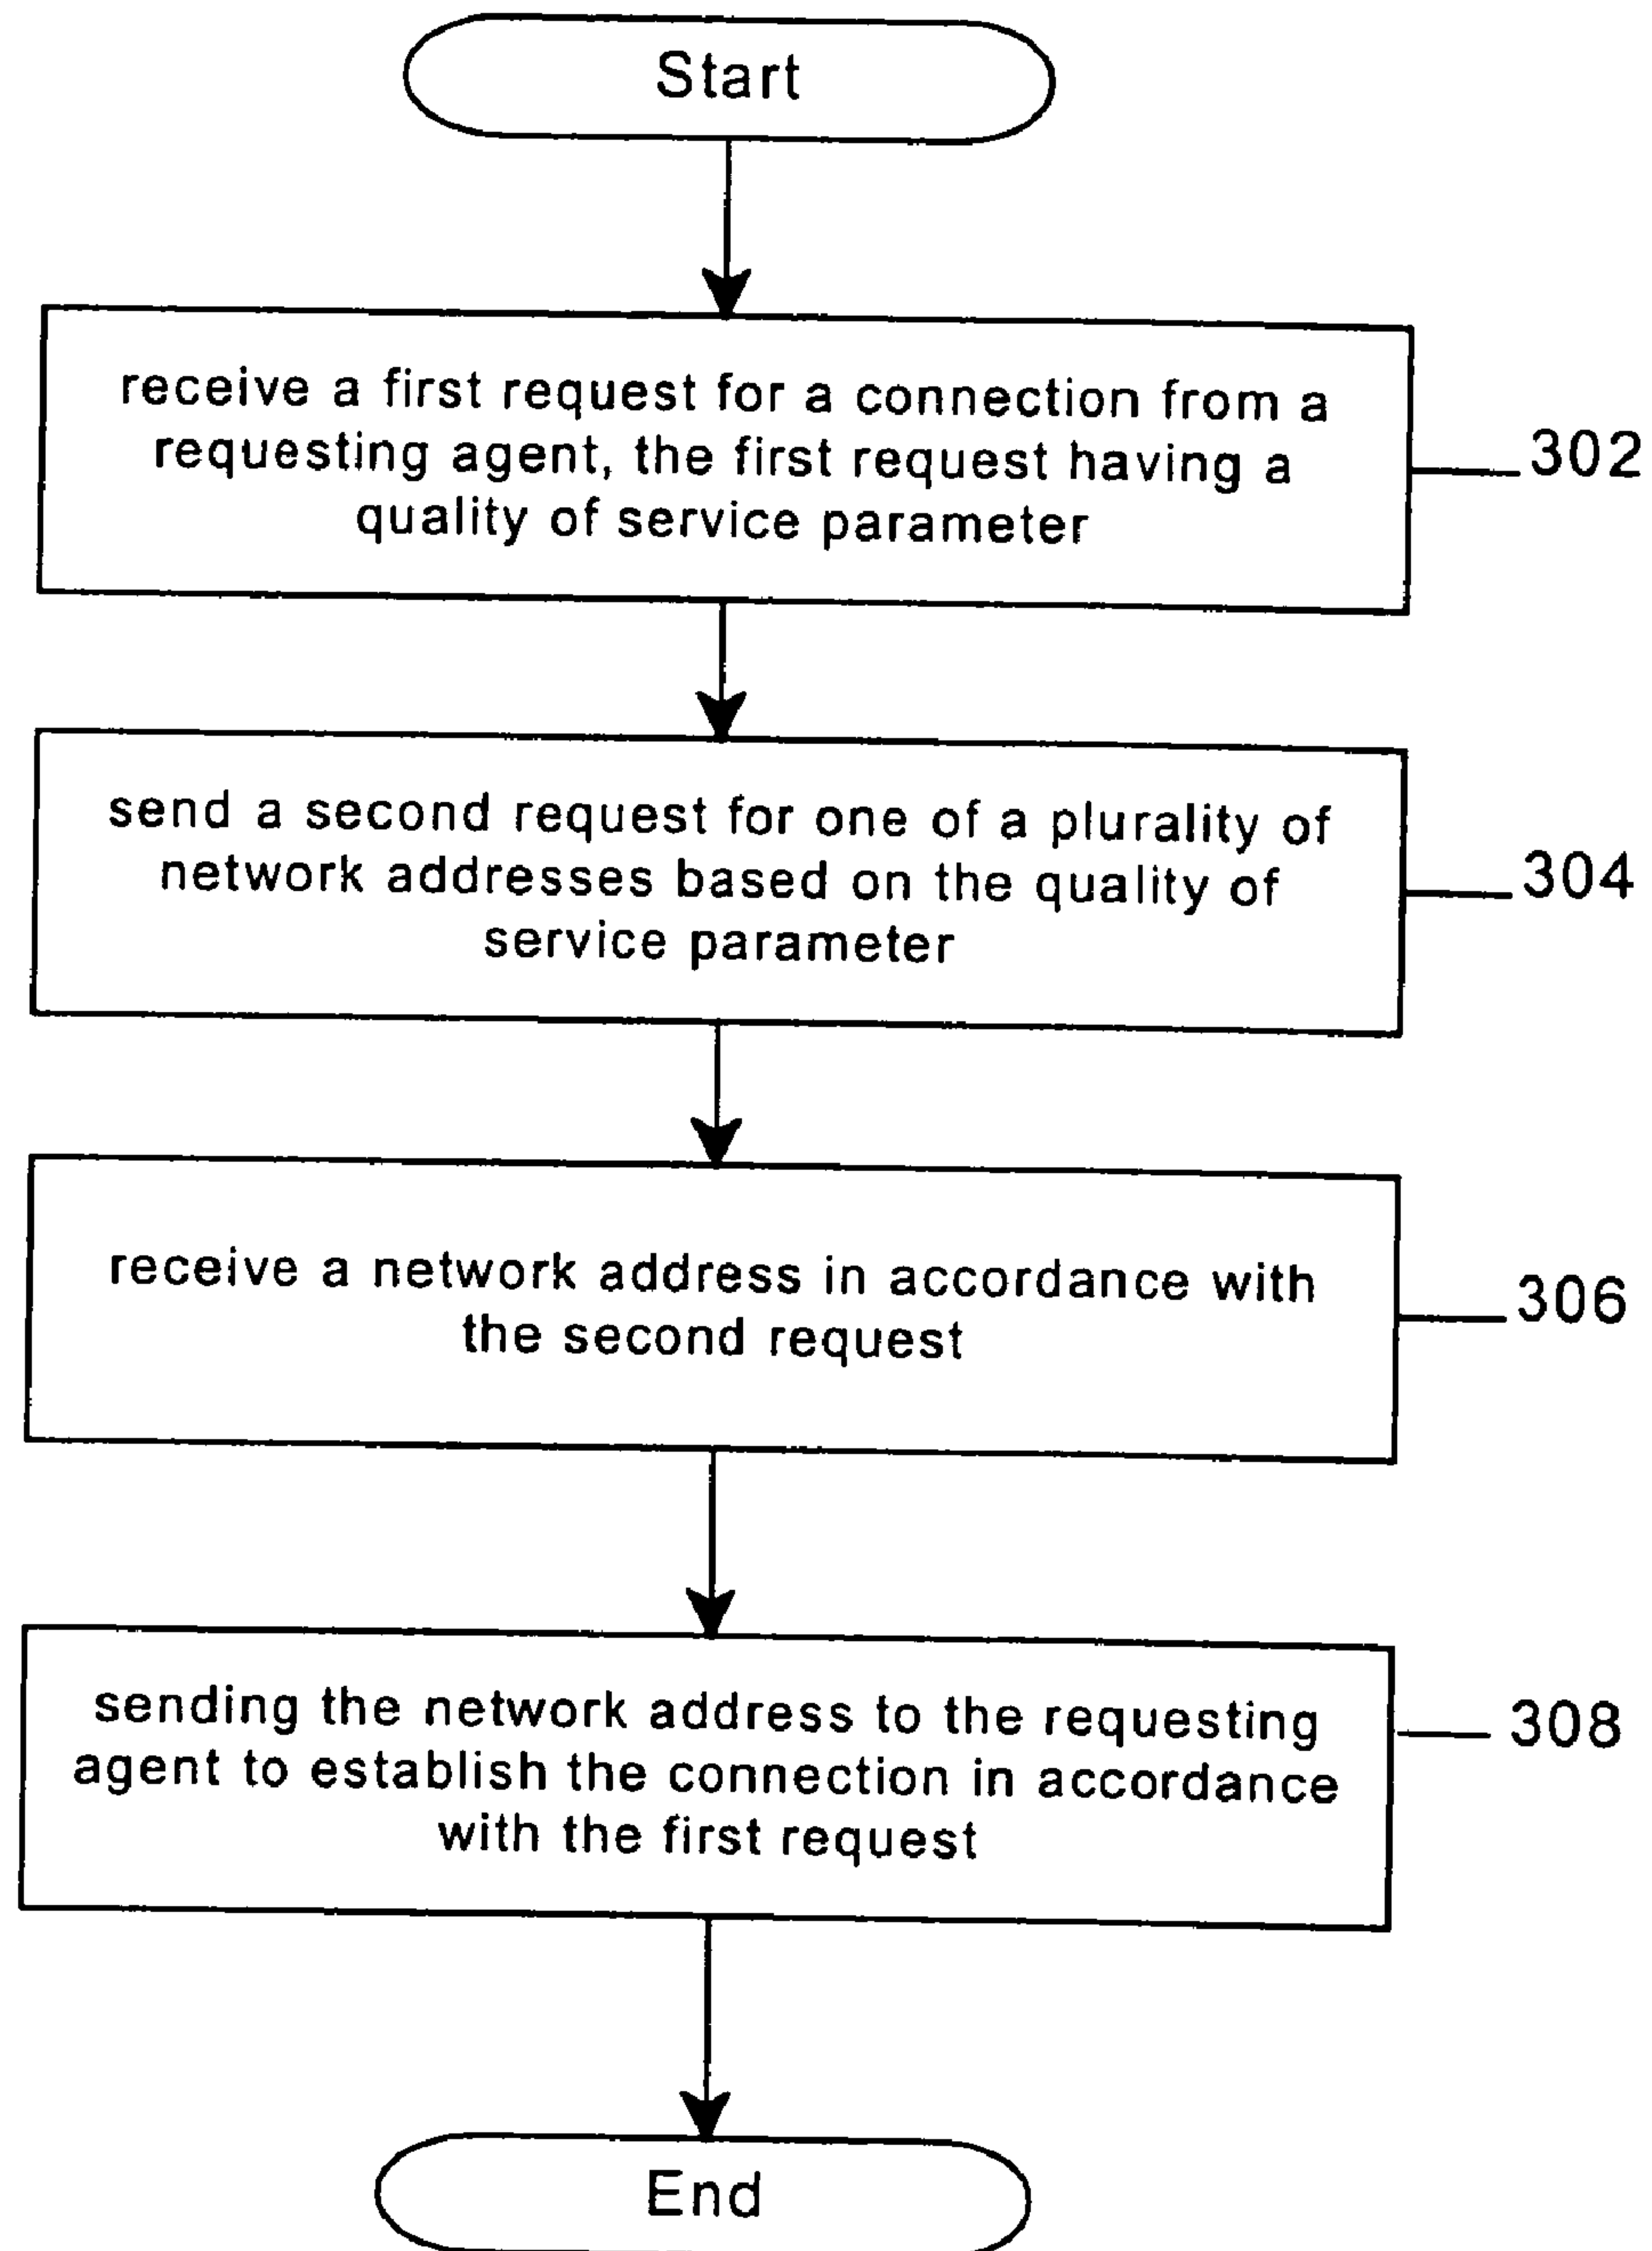 Start
receive a first request for a connection from a
requesting agent, the first request having a
quality of service parameter
302
send a second request for one of a plurality of
network addresses based on the quality of
service parameter
304
receive a network address in accordance with
the second request
306
sending the network address to the requesting
agent to establish the connection in accordance
with the first request
308
End